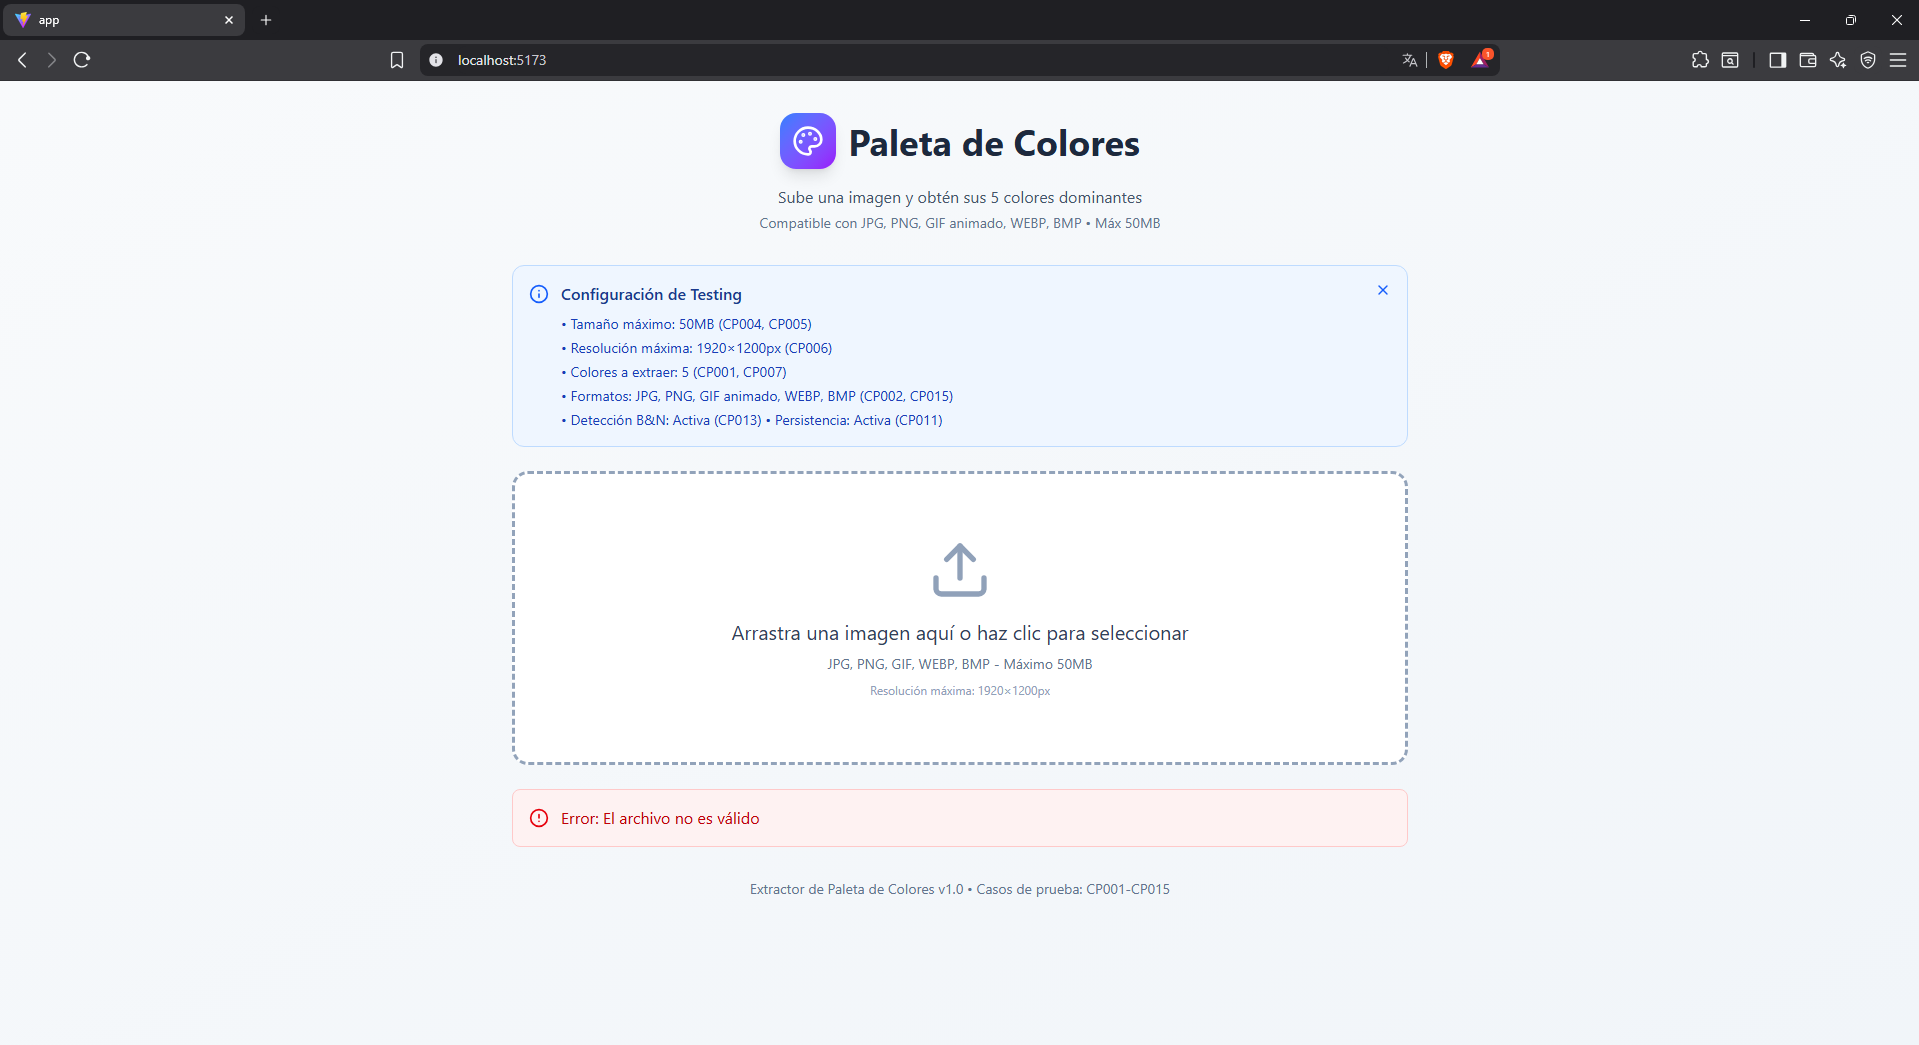 app
localhost:5173
1
Paleta de Colores
Sube una imagen y obtén sus 5 colores dominantes
Compatible con JPG, PNG, GIF animado, WEBP, BMP • Máx 50MB
Configuración de Testing
• Tamaño máximo: 50MB (CP004, CP005)
• Resolución máxima: 1920×1200px (CP006)
• Colores a extraer: 5 (CP001, CP007)
• Formatos: JPG, PNG, GIF animado, WEBP, BMP (CP002, CP015)
• Detección B&N: Activa (CP013) • Persistencia: Activa (CP011)
Arrastra una imagen aquí o haz clic para seleccionar
JPG, PNG, GIF, WEBP, BMP - Máximo 50MB
Resolución máxima: 1920×1200px
Error: El archivo no es válido
Extractor de Paleta de Colores v1.0 • Casos de prueba: CP001-CP015